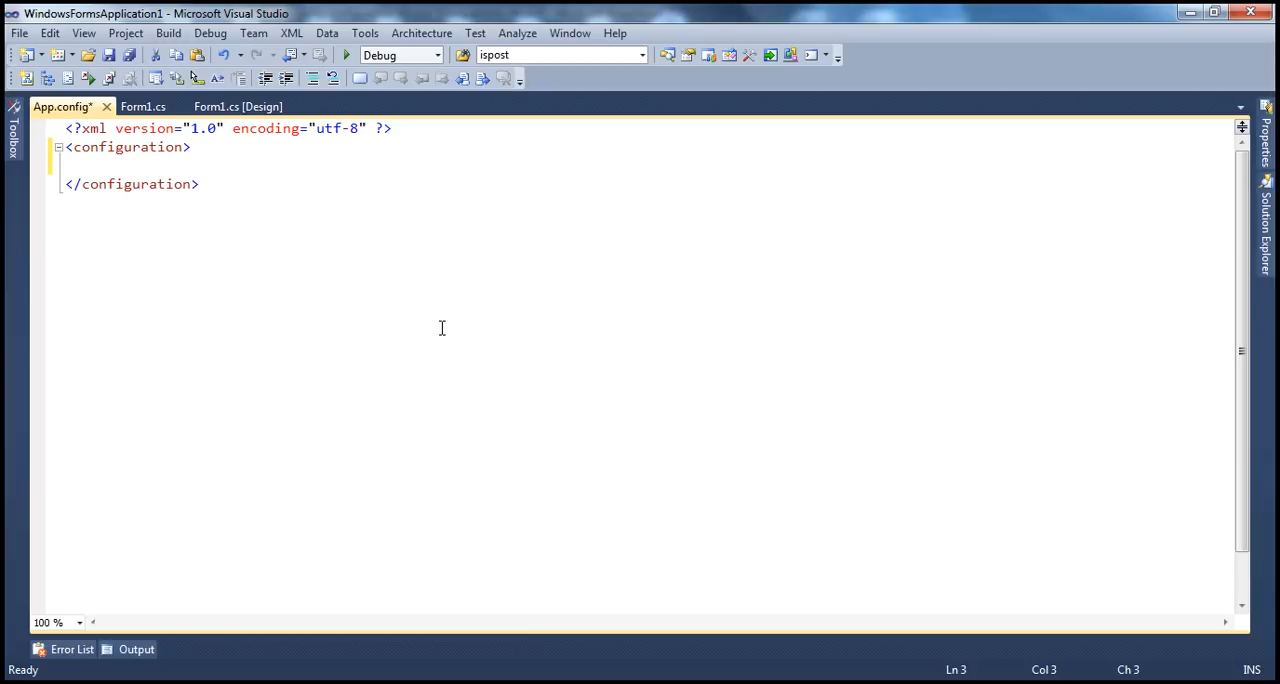 WindowsFormsApplication1 - Microsoft Visual Studio
File Edit View Project Build Debug Team XML Data Tools Architecture Test Analyze Window Help
Debug ispost
App.config* Form1.cs Form1.cs [Design]
Toolbox
<?xml version="1.0" encoding="utf-8" ?>
<configuration>
</configuration>
Properties
Solution Explorer
100 %
Error List Output
Ready Ln 3 Col 3 Ch 3 INS